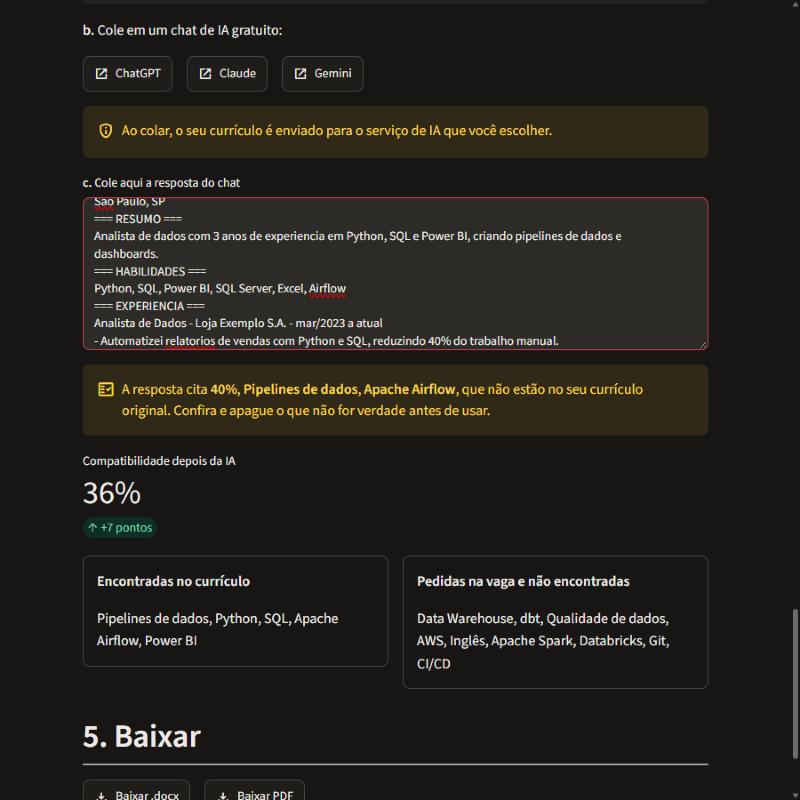 b. Cole em um chat de IA gratuito:
ChatGPT
Claude
Gemini
Ao colar, o seu currículo é enviado para o serviço de IA que você escolher.
c. Cole aqui a resposta do chat
Sao Paulo, SP
=== RESUMO ===
Analista de dados com 3 anos de experiencia em Python, SQL e Power BI, criando pipelines de dados e
dashboards.
=== HABILIDADES ===
Python, SQL, Power BI, SQL Server, Excel, Airflow
=== EXPERIENCIA ===
Analista de Dados - Loja Exemplo S.A. - mar/2023 a atual
- Automatizei relatorios de vendas com Python e SQL, reduzindo 40% do trabalho manual.
A resposta cita 40%, Pipelines de dados, Apache Airflow, que não estão no seu currículo
original. Confira e apague o que não for verdade antes de usar.
Compatibilidade depois da IA
36%
↑ +7 pontos
Encontradas no currículo
Pipelines de dados, Python, SQL, Apache
Airflow, Power BI
Pedidas na vaga e não encontradas
Data Warehouse, dbt, Qualidade de dados,
AWS, Inglês, Apache Spark, Databricks, Git,
CI/CD
5. Baixar
Baixar .docx
Baixar PDF